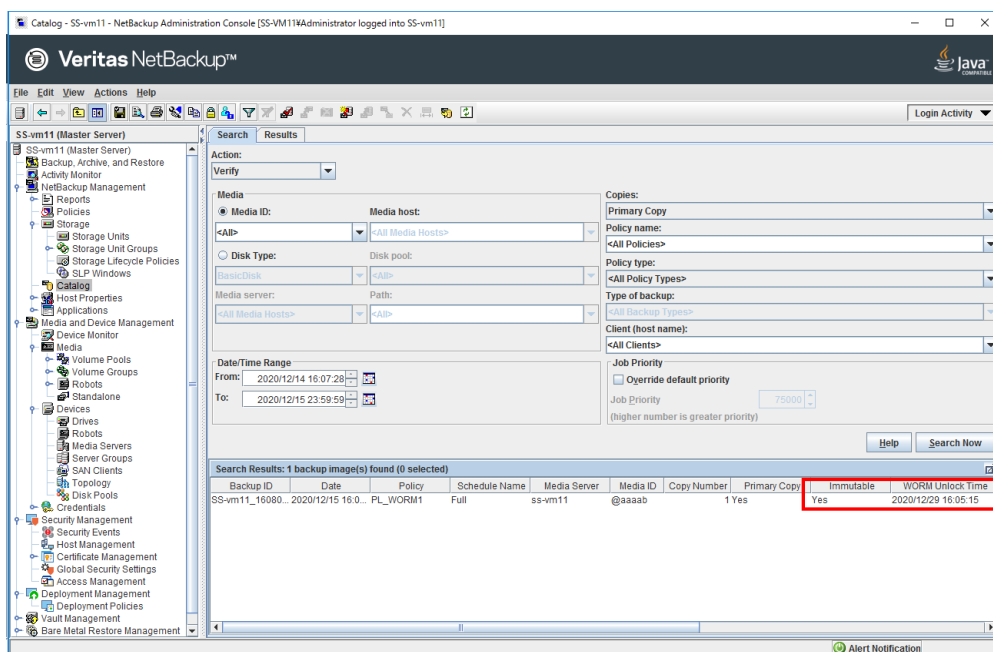 Catalog - SS-vm11 - NetBackup Administration Console [SS-VM11¥Administrator logged into SS-vm11]
Veritas NetBackup™
Java
COMPATIBLE
File Edit View Actions Help
Login Activity
SS-vm11 (Master Server)
SS-vm11 (Master Server)
Backup, Archive, and Restore
Activity Monitor
NetBackup Management
Reports
Policies
Storage
Storage Units
Storage Unit Groups
Storage Lifecycle Policies
SLP Windows
Catalog
Host Properties
Applications
Media and Device Management
Device Monitor
Media
Volume Pools
Volume Groups
Robots
Standalone
Devices
Drives
Robots
Media Servers
Server Groups
SAN Clients
Topology
Disk Pools
Credentials
Security Management
Security Events
Host Management
Certificate Management
Global Security Settings
Access Management
Deployment Management
Deployment Policies
Vault Management
Bare Metal Restore Management
Search Results
Action:
Verify
Media
Media ID: Media host:
<All> <All Media Hosts>
Disk Type: Disk pool:
BasicDisk <All>
Media server: Path:
<All Media Hosts> <All>
Copies:
Primary Copy
Policy name:
<All Policies>
Policy type:
<All Policy Types>
Type of backup:
<All Backup Types>
Client (host name):
<All Clients>
Date/Time Range
From: 2020/12/14 16:07:28
To: 2020/12/15 23:59:59
Job Priority
Override default priority
Job Priority 75000
(higher number is greater priority)
Help Search Now
Search Results: 1 backup image(s) found (0 selected)
Backup ID Date Policy Schedule Name Media Server Media ID Copy Number Primary Copy Immutable WORM Unlock Time
SS-vm11_16080... 2020/12/15 16:0... PL_WORM1 Full ss-vm11 @aaaab 1 Yes Yes 2020/12/29 16:05:15
Alert Notification